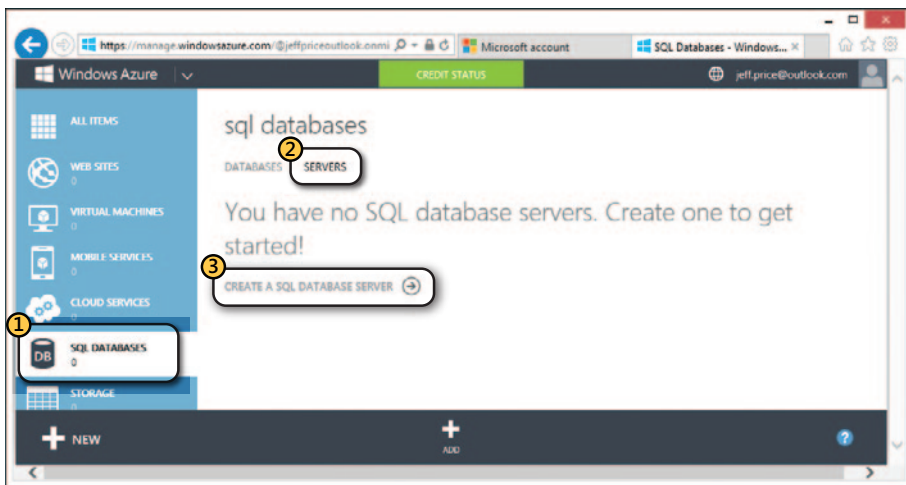 https://manage.windowsazure.com/@jeffpriceoutlook.onmi
Microsoft account
SQL Databases - Windows...
Windows Azure
CREDIT STATUS
jeff.price@outlook.com
ALL ITEMS
WEB SITES
0
VIRTUAL MACHINES
0
MOBILE SERVICES
0
CLOUD SERVICES
0
1
SQL DATABASES
0
DB
STORAGE
0
sql databases
2
DATABASES
SERVERS
You have no SQL database servers. Create one to get
started!
3
CREATE A SQL DATABASE SERVER
NEW
ADD
?